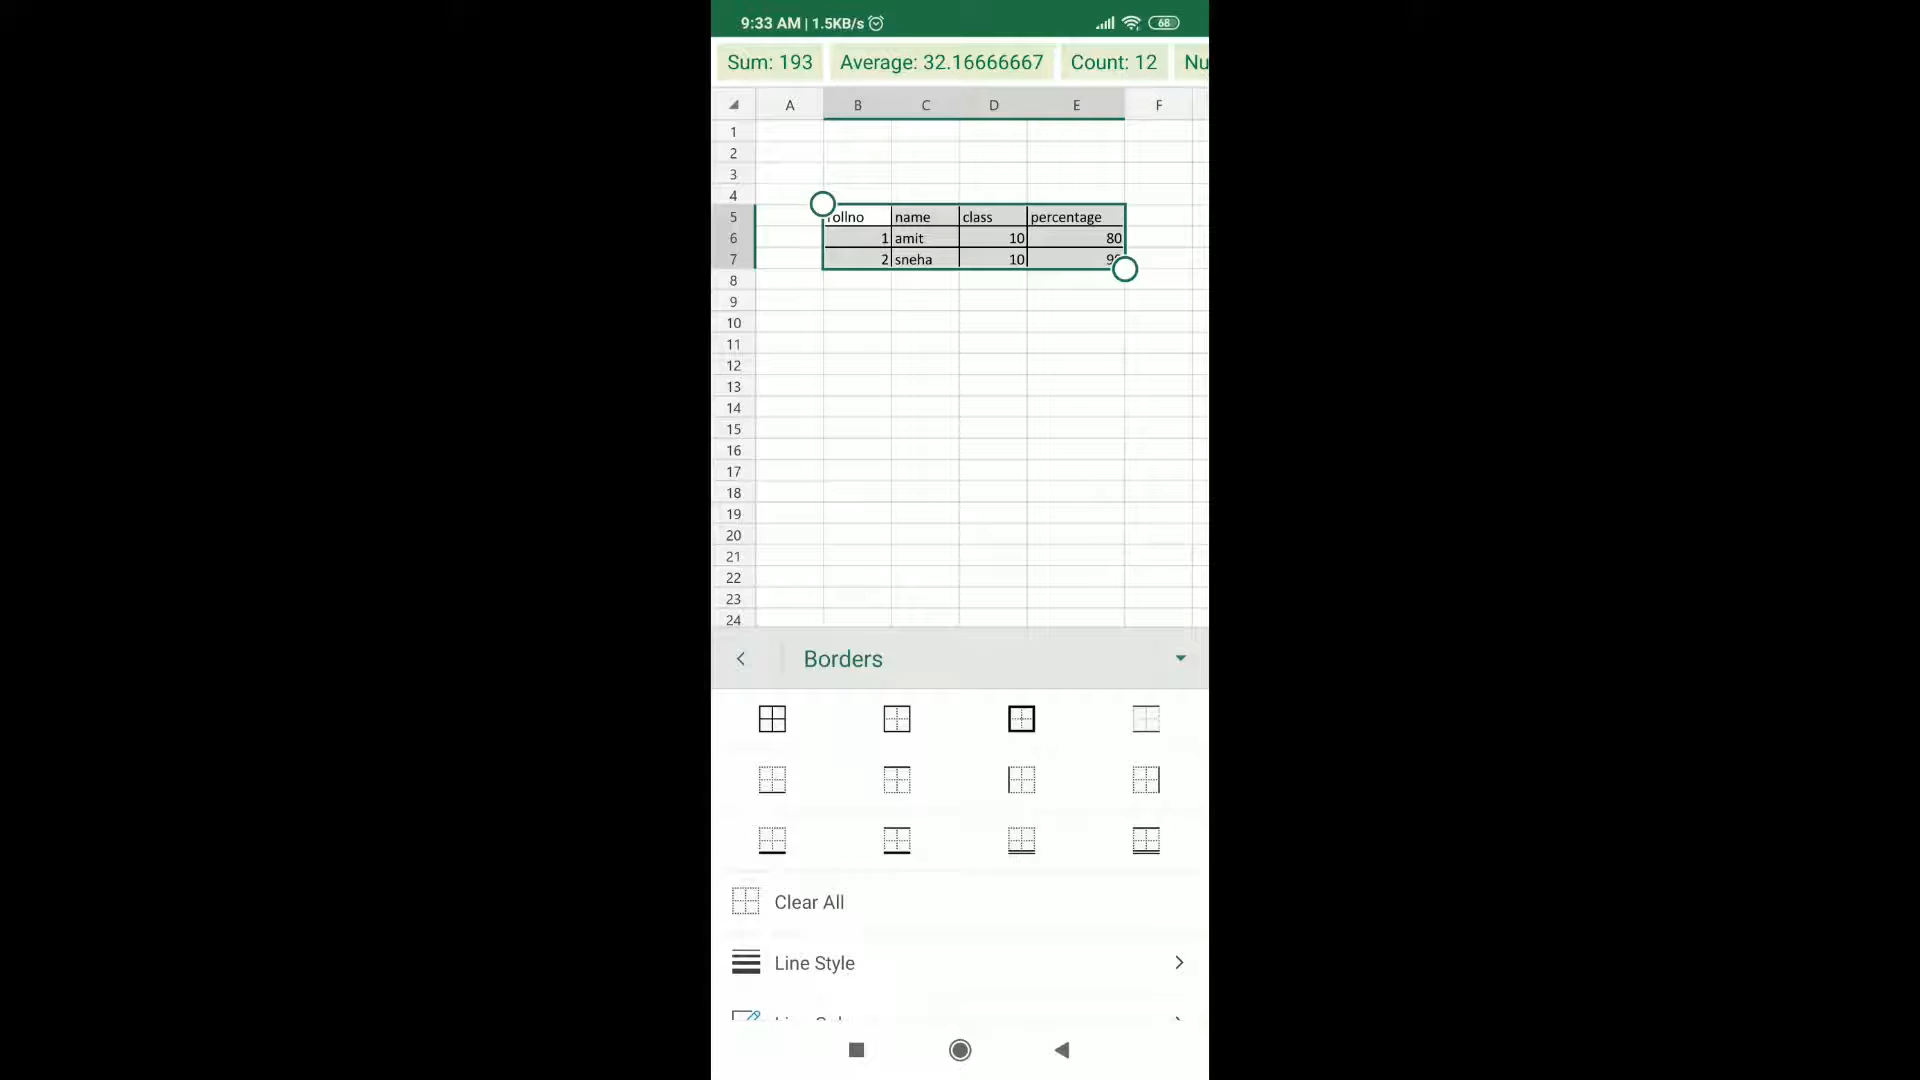 9:33 AM | 1.5KB/s 68
Sum: 193 Average: 32.16666667 Count: 12 Nu
A B C D E F
1
2
3
4
5 rollno name class percentage
6 1 amit 10 80
7 2 sneha 10
8
9
10
11
12
13
14
15
16
17
18
19
20
21
22
23
24
Borders
Clear All
Line Style